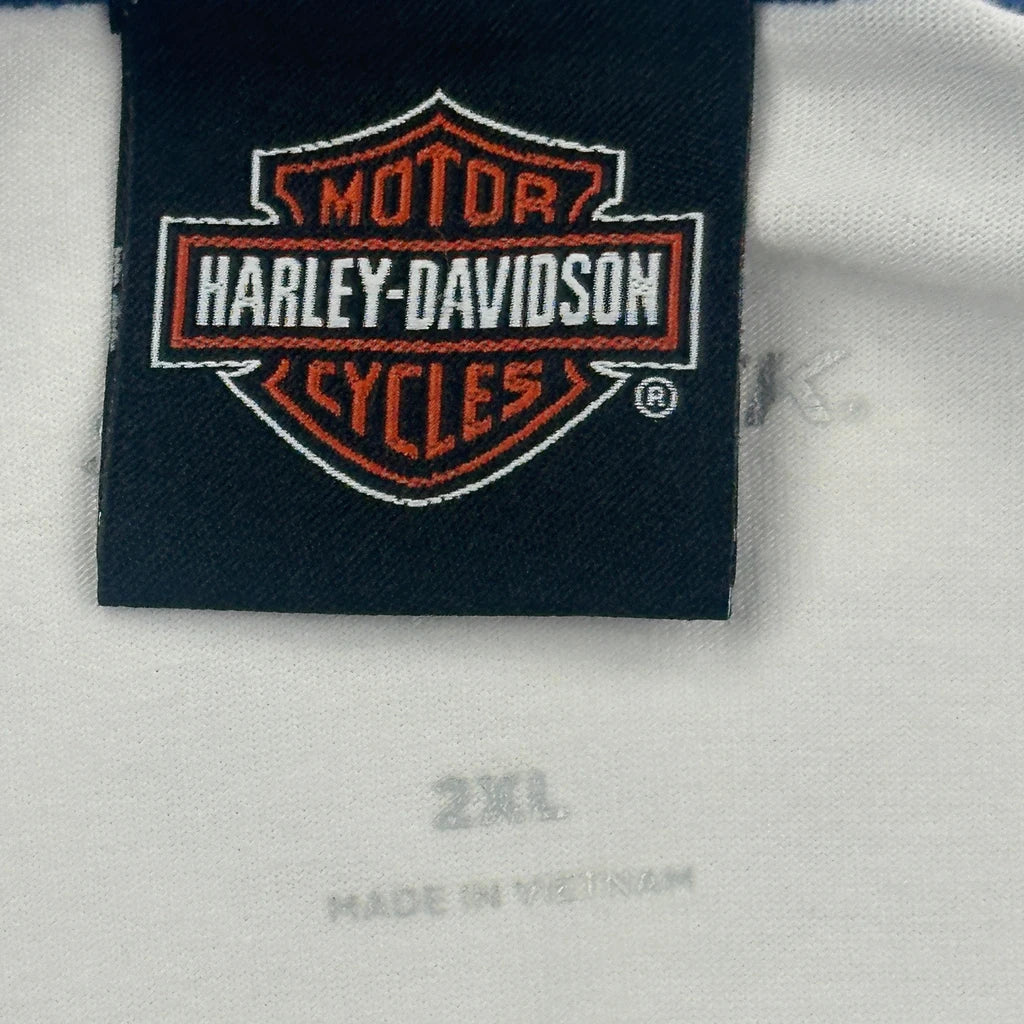 MOTOR
HARLEY-DAVIDSON
CYCLES
®
2XL
MADE IN VIETNAM